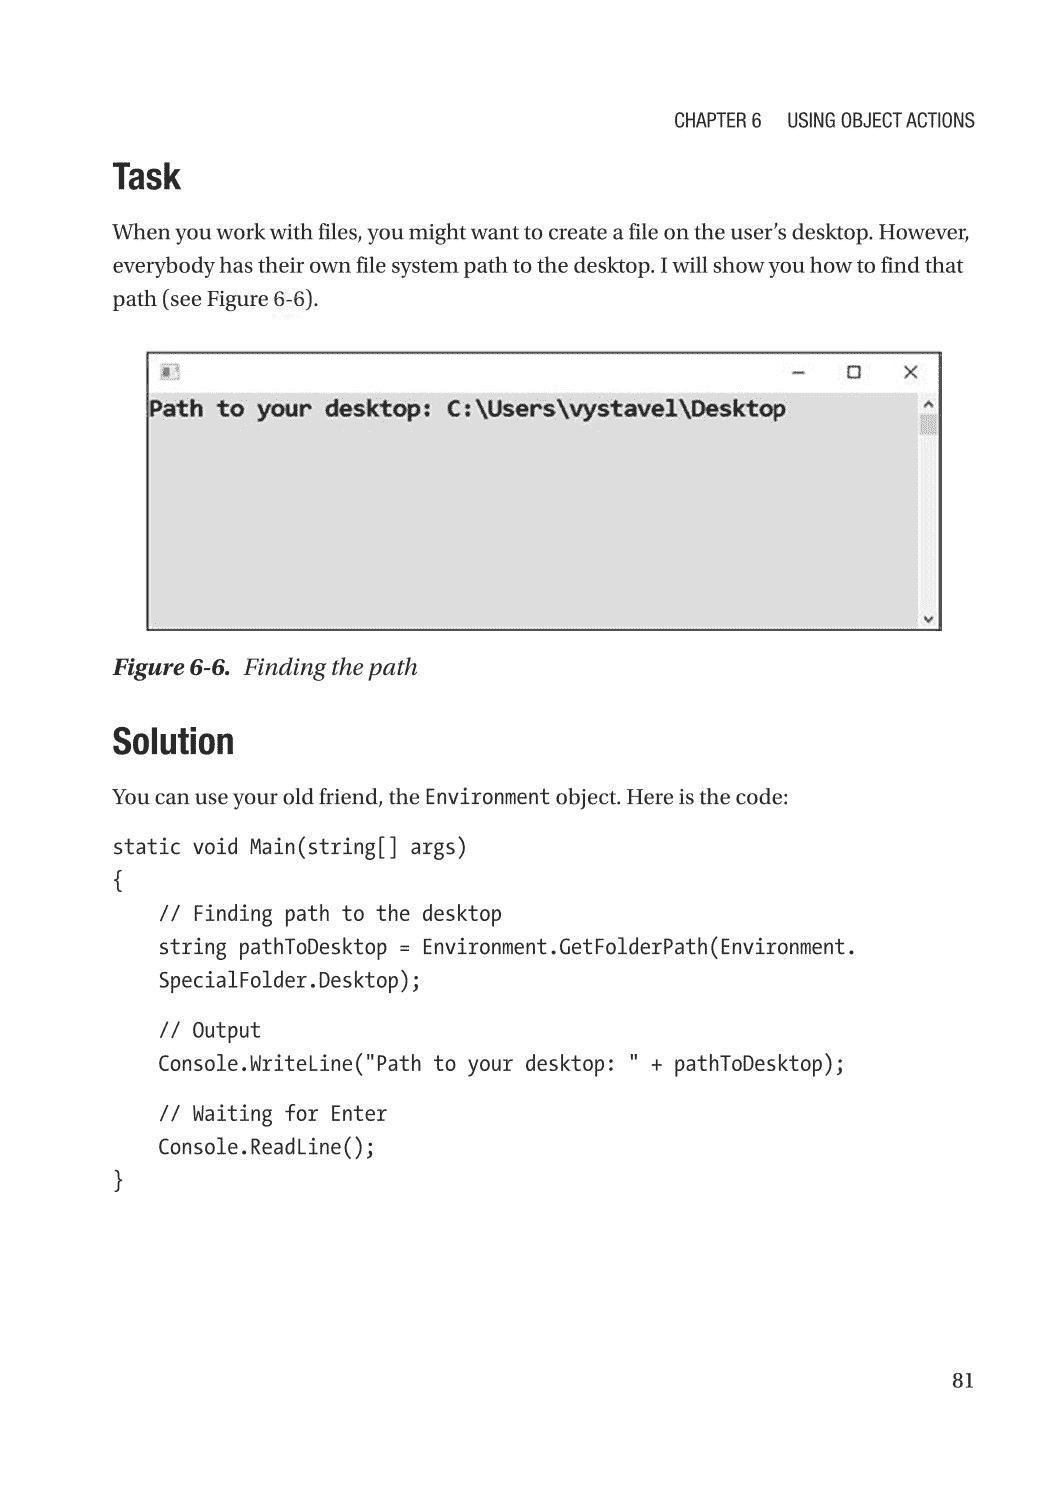 CHAPTER 6 USING OBJECT ACTIONS
Task
When you work with files, you might want to create a file on the user’s desktop. However,
everybody has their own file system path to the desktop. I will show you how to find that
path (see Figure 6-6).
Path to your desktop: C:\Users\vystavel\Desktop
Figure 6-6. Finding the path
Solution
You can use your old friend, the Environment object. Here is the code:
static void Main(string[] args)
{
    // Finding path to the desktop
    string pathToDesktop = Environment.GetFolderPath(Environment.
    SpecialFolder.Desktop);
    // Output
    Console.WriteLine("Path to your desktop: " + pathToDesktop);
    // Waiting for Enter
    Console.ReadLine();
}
81